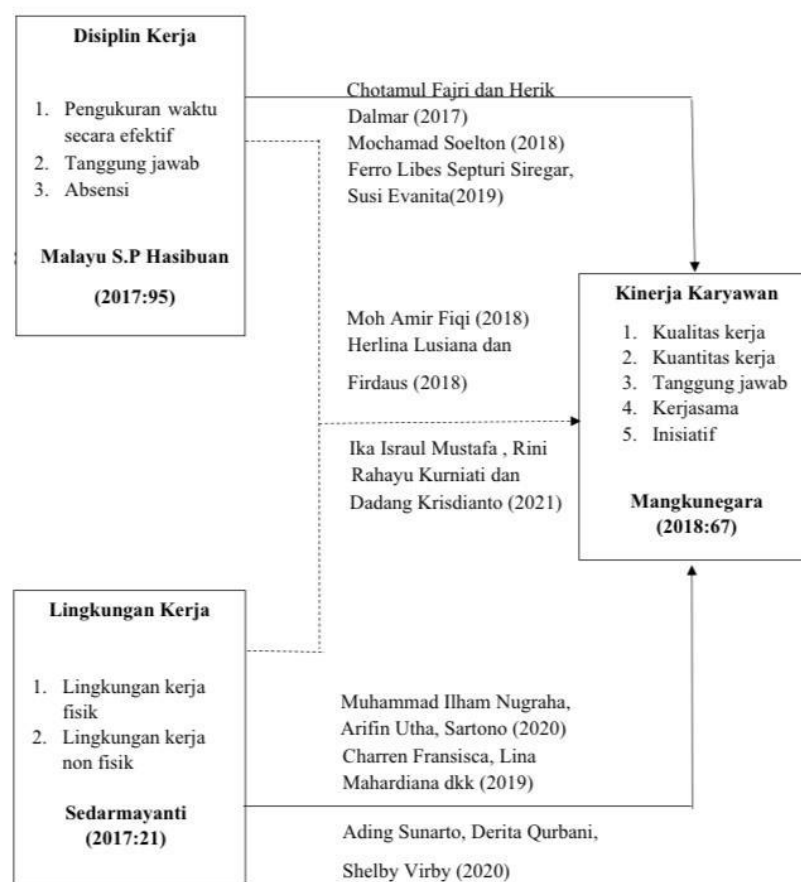 Disiplin Kerja
1. Pengukuran waktu
secara efektif
2. Tanggung jawab
3. Absensi
Malayu S.P Hasibuan
(2017:95)
Chotamul Fajri dan Herik
Dalmar (2017)
Mochamad Soelton (2018)
Ferro Libes Septuri Siregar,
Susi Evanita(2019)
Moh Amir Fiqi (2018)
Herlina Lusiana dan
Firdaus (2018)
Ika Israul Mustafa , Rini
Rahayu Kurniati dan
Dadang Krisdianto (2021)
Kinerja Karyawan
1. Kualitas kerja
2. Kuantitas kerja
3. Tanggung jawab
4. Kerjasama
5. Inisiatif
Mangkunegara
(2018:67)
Lingkungan Kerja
1. Lingkungan kerja
fisik
2. Lingkungan kerja
non fisik
Sedarmayanti
(2017:21)
Muhammad Ilham Nugraha,
Arifin Utha, Sartono (2020)
Charren Fransisca, Lina
Mahardiana dkk (2019)
Ading Sunarto, Derita Qurbani,
Shelby Virby (2020)